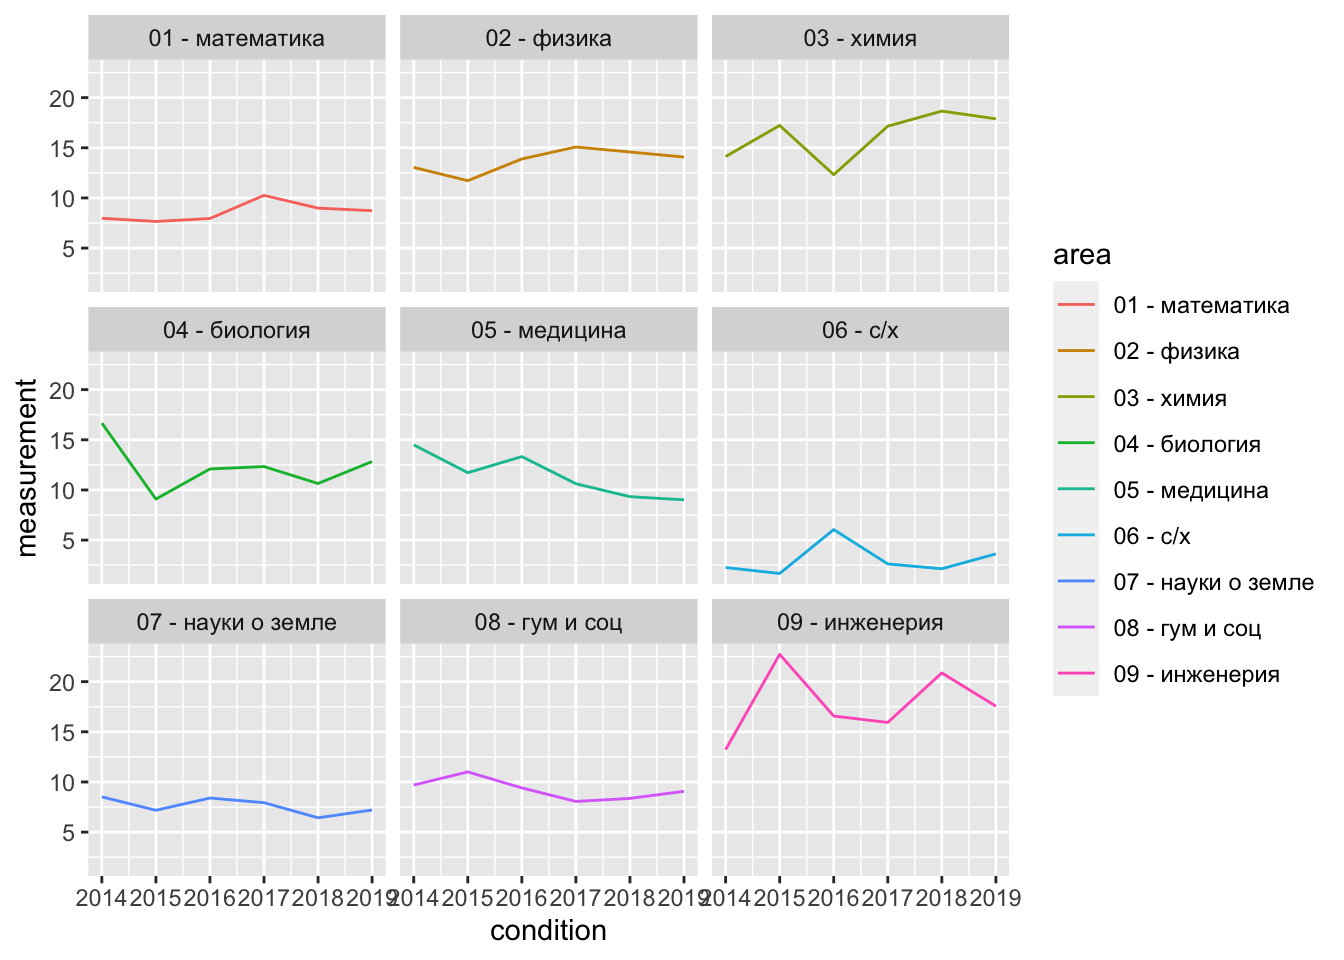 01 - математика
02 - физика
03 - химия
20
15
10
5
04 - биология
05 - медицина
06 - с/х
20
15
10
5
07 - науки о земле
08 - гум и соц
09 - инженерия
20
15
10
5
2014 2015 2016 2017 2018 2019
2014 2015 2016 2017 2018 2019
2014 2015 2016 2017 2018 2019
condition
measurement
area
01 - математика
02 - физика
03 - химия
04 - биология
05 - медицина
06 - с/х
07 - науки о земле
08 - гум и соц
09 - инженерия